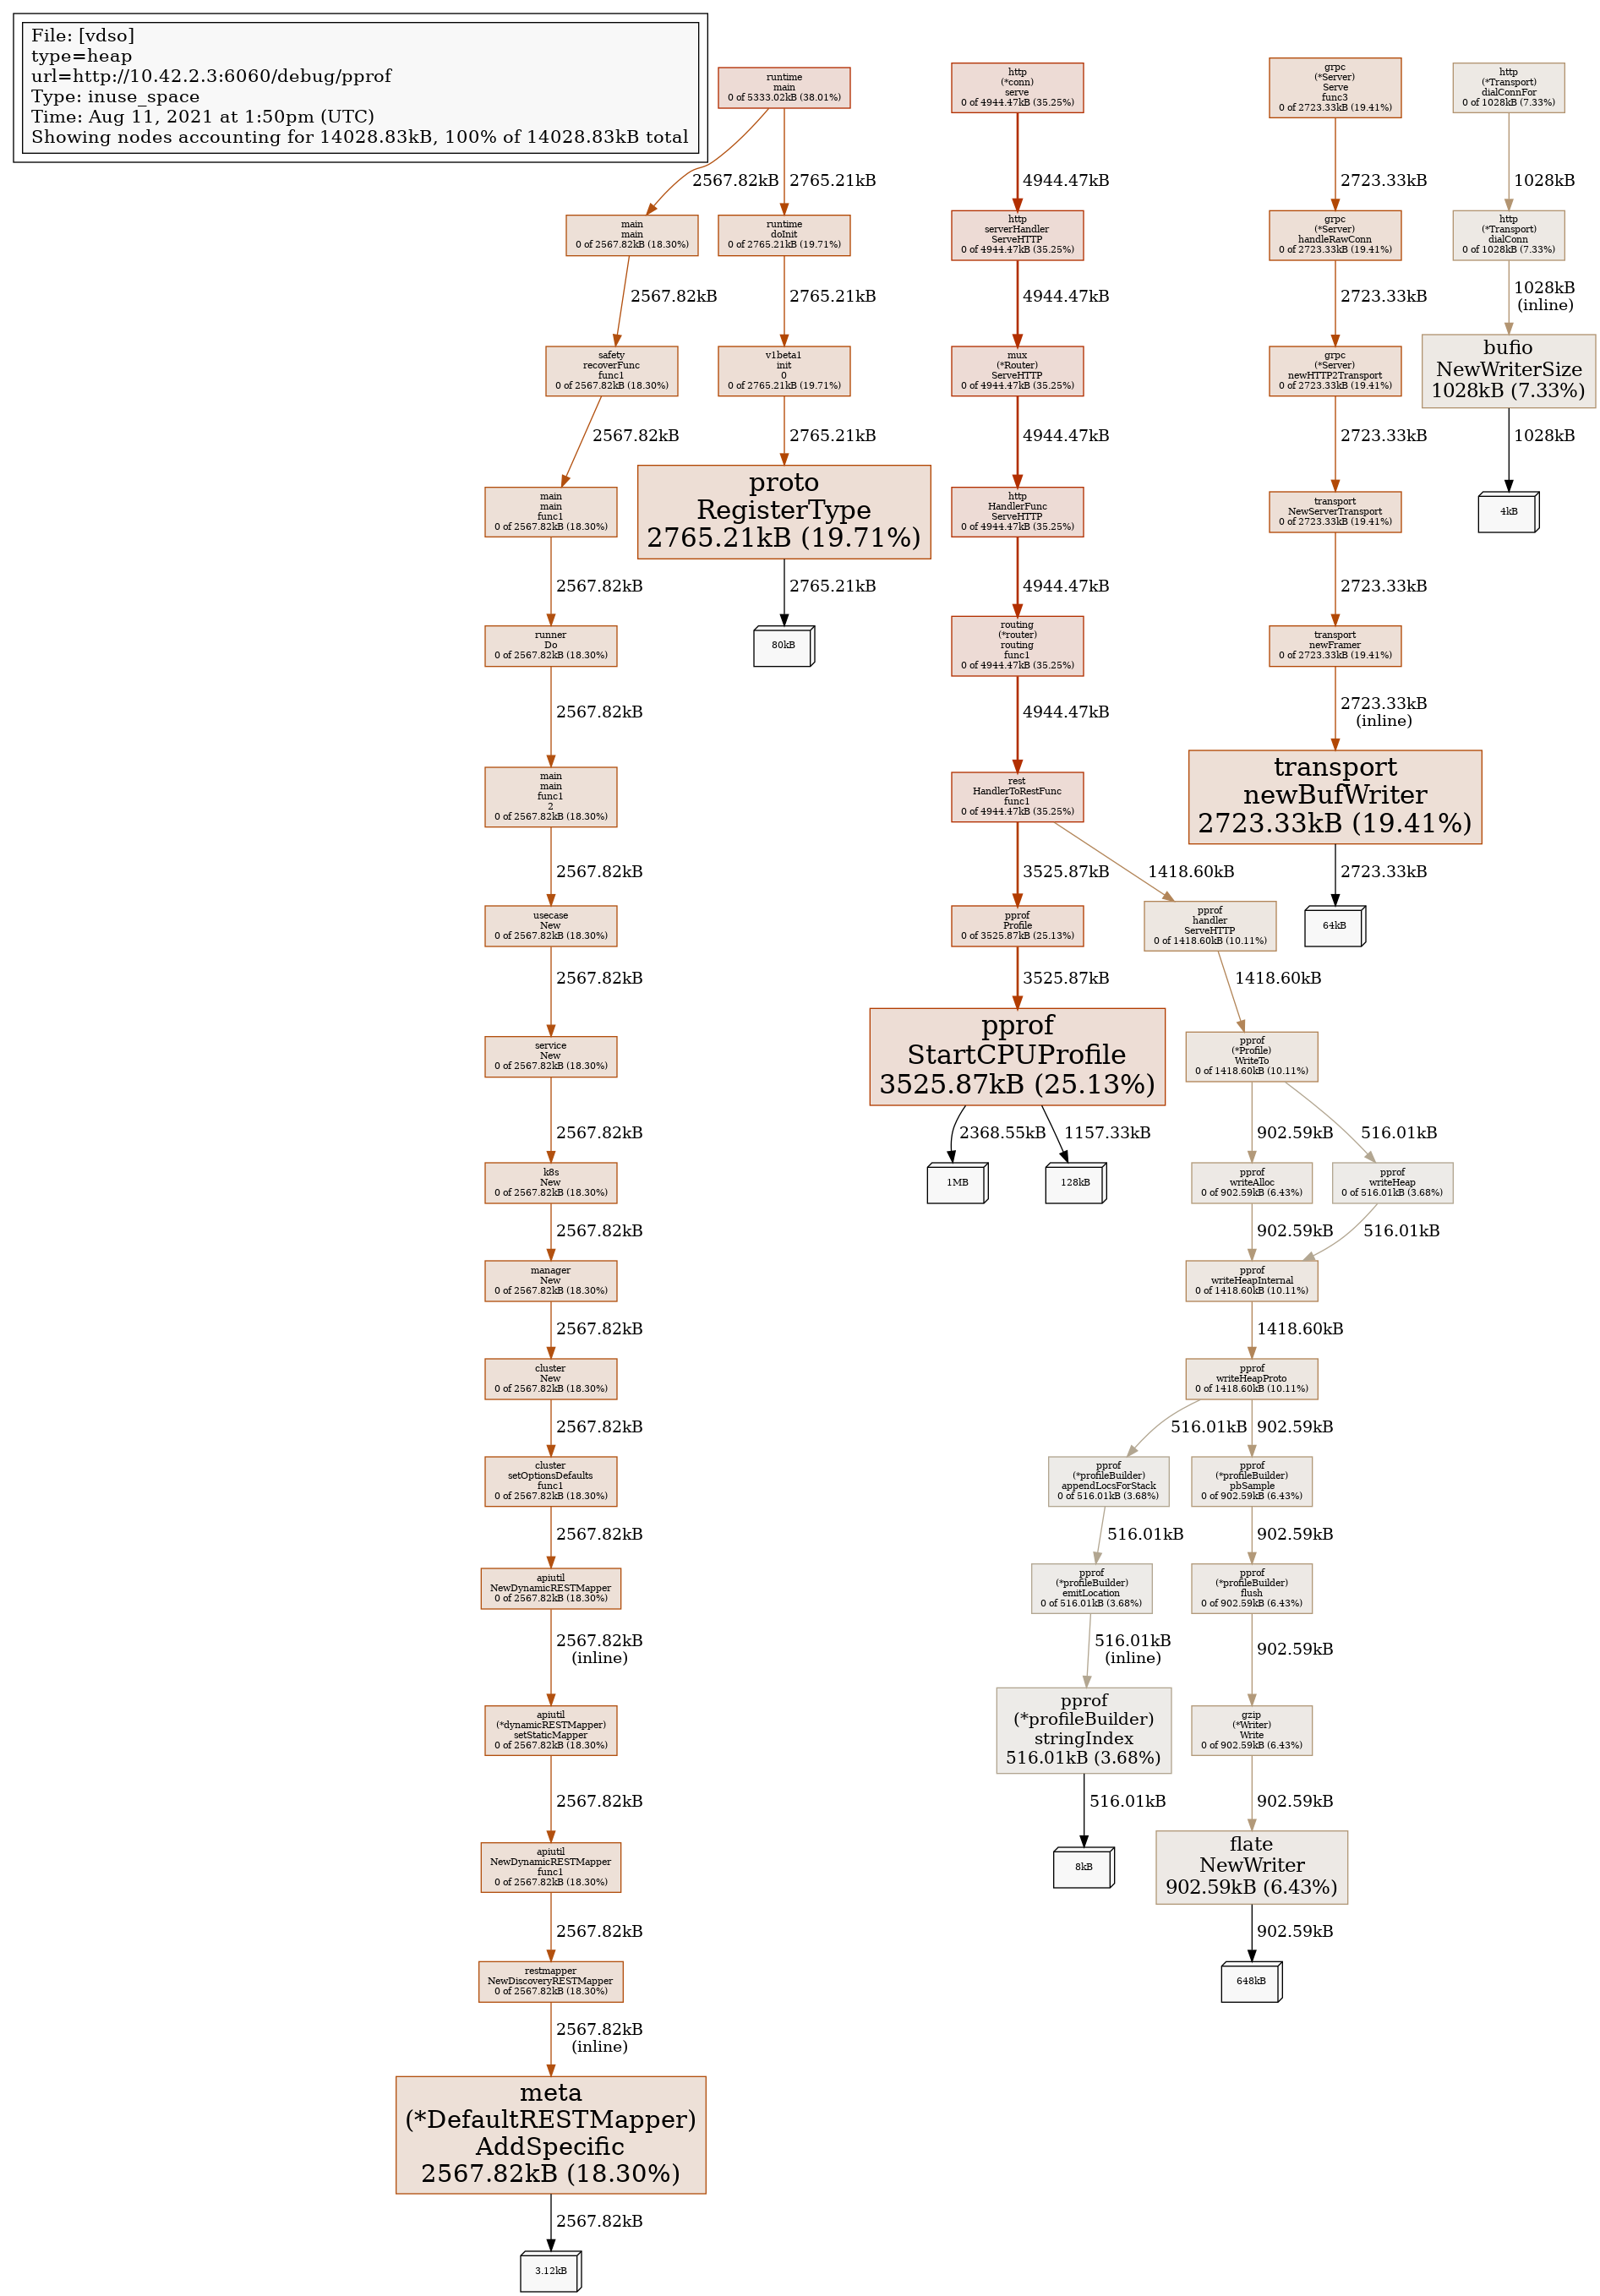 File: [vdso]
type=heap
url=http://10.42.2.3:6060/debug/pprof
Type: inuse_space
Time: Aug 11, 2021 at 1:50pm (UTC)
Showing nodes accounting for 14028.83kB, 100% of 14028.83kB total
runtime
main
0 of 5333.02kB (38.01%)
2567.82kB
2765.21kB
main
main
0 of 2567.82kB (18.30%)
2567.82kB
safety
recoverFunc
func1
0 of 2567.82kB (18.30%)
2567.82kB
main
main
func1
0 of 2567.82kB (18.30%)
2567.82kB
runner
Do
0 of 2567.82kB (18.30%)
2567.82kB
main
main
func1
2
0 of 2567.82kB (18.30%)
2567.82kB
usecase
New
0 of 2567.82kB (18.30%)
2567.82kB
service
New
0 of 2567.82kB (18.30%)
2567.82kB
k8s
New
0 of 2567.82kB (18.30%)
2567.82kB
manager
New
0 of 2567.82kB (18.30%)
2567.82kB
cluster
New
0 of 2567.82kB (18.30%)
2567.82kB
cluster
setOptionsDefaults
func1
0 of 2567.82kB (18.30%)
2567.82kB
apiutil
NewDynamicRESTMapper
0 of 2567.82kB (18.30%)
2567.82kB
(inline)
apiutil
(*dynamicRESTMapper)
setStaticMapper
0 of 2567.82kB (18.30%)
2567.82kB
apiutil
NewDynamicRESTMapper
func1
0 of 2567.82kB (18.30%)
2567.82kB
restmapper
NewDiscoveryRESTMapper
0 of 2567.82kB (18.30%)
2567.82kB
(inline)
meta
(*DefaultRESTMapper)
AddSpecific
2567.82kB (18.30%)
2567.82kB
3.12kB
runtime
doInit
0 of 2765.21kB (19.71%)
2765.21kB
v1beta1
init
0
0 of 2765.21kB (19.71%)
2765.21kB
proto
RegisterType
2765.21kB (19.71%)
2765.21kB
80kB
http
(*conn)
serve
0 of 4944.47kB (35.25%)
4944.47kB
http
serverHandler
ServeHTTP
0 of 4944.47kB (35.25%)
4944.47kB
mux
(*Router)
ServeHTTP
0 of 4944.47kB (35.25%)
4944.47kB
http
HandlerFunc
ServeHTTP
0 of 4944.47kB (35.25%)
4944.47kB
routing
(*router)
routing
func1
0 of 4944.47kB (35.25%)
4944.47kB
rest
HandlerToRestFunc
func1
0 of 4944.47kB (35.25%)
3525.87kB
1418.60kB
pprof
Profile
0 of 3525.87kB (25.13%)
3525.87kB
pprof
StartCPUProfile
3525.87kB (25.13%)
2368.55kB
1157.33kB
1MB
128kB
pprof
handler
ServeHTTP
0 of 1418.60kB (10.11%)
1418.60kB
pprof
(*Profile)
WriteTo
0 of 1418.60kB (10.11%)
902.59kB
516.01kB
pprof
writeAlloc
0 of 902.59kB (6.43%)
902.59kB
pprof
writeHeap
0 of 516.01kB (3.68%)
516.01kB
pprof
writeHeapInternal
0 of 1418.60kB (10.11%)
1418.60kB
pprof
writeHeapProto
0 of 1418.60kB (10.11%)
516.01kB
902.59kB
pprof
(*profileBuilder)
appendLocsForStack
0 of 516.01kB (3.68%)
516.01kB
pprof
(*profileBuilder)
emitLocation
0 of 516.01kB (3.68%)
516.01kB
(inline)
pprof
(*profileBuilder)
stringIndex
516.01kB (3.68%)
516.01kB
8kB
pprof
(*profileBuilder)
pbSample
0 of 902.59kB (6.43%)
902.59kB
pprof
(*profileBuilder)
flush
0 of 902.59kB (6.43%)
902.59kB
gzip
(*Writer)
Write
0 of 902.59kB (6.43%)
902.59kB
flate
NewWriter
902.59kB (6.43%)
902.59kB
648kB
grpc
(*Server)
Serve
func3
0 of 2723.33kB (19.41%)
2723.33kB
grpc
(*Server)
handleRawConn
0 of 2723.33kB (19.41%)
2723.33kB
grpc
(*Server)
newHTTP2Transport
0 of 2723.33kB (19.41%)
2723.33kB
transport
NewServerTransport
0 of 2723.33kB (19.41%)
2723.33kB
transport
newFramer
0 of 2723.33kB (19.41%)
2723.33kB
(inline)
transport
newBufWriter
2723.33kB (19.41%)
2723.33kB
64kB
http
(*Transport)
dialConnFor
0 of 1028kB (7.33%)
1028kB
http
(*Transport)
dialConn
0 of 1028kB (7.33%)
1028kB
(inline)
bufio
NewWriterSize
1028kB (7.33%)
1028kB
4kB